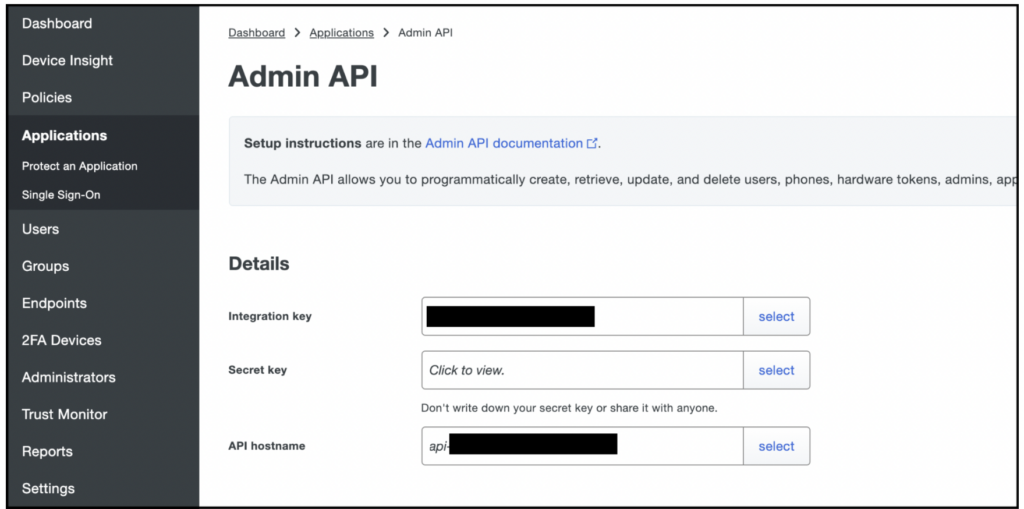 Dashboard
Device Insight
Policies
Applications
Protect an Application
Single Sign-On
Users
Groups
Endpoints
2FA Devices
Administrators
Trust Monitor
Reports
Settings
Dashboard > Applications > Admin API
Admin API
Setup instructions are in the Admin API documentation.
The Admin API allows you to programmatically create, retrieve, update, and delete users, phones, hardware tokens, admins, app
Details
Integration key select
Secret key Click to view. select
Don't write down your secret key or share it with anyone.
API hostname api- select